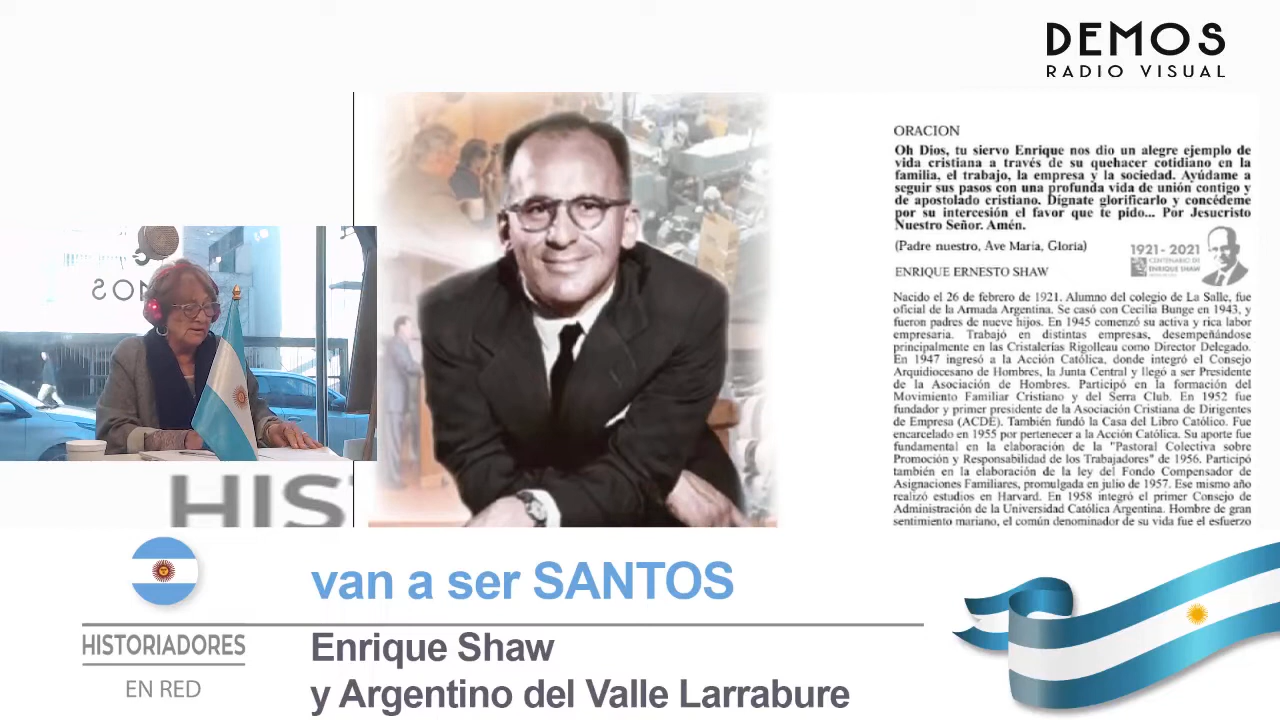 DEMOS
RADIO VISUAL
ORACION
Oh Dios, tu siervo Enrique nos dio un alegre ejemplo de
vida cristiana a través de su quehacer cotidiano en la
familia, el trabajo, la empresa y la sociedad. Ayúdame a
seguir sus pasos con una profunda vida de unión contigo y
de apostolado cristiano. Dígnate glorificarlo y concédeme
por su intercesión el favor que te pido... Por Jesucristo
Nuestro Señor. Amén.
(Padre nuestro, Ave María, Gloria)
1921-2021
CENTENARIO DE
ENRIQUE SHAW
ENRIQUE ERNESTO SHAW
Nacido el 26 de febrero de 1921. Alumno del colegio de La Salle, fue
oficial de la Armada Argentina. Se casó con Cecilia Bunge en 1943, y
fueron padres de nueve hijos. En 1945 comenzó su activa y rica labor
empresaria. Trabajó en distintas empresas, desempeñándose
principalmente en las Cristalerías Rigolleau como Director Delegado.
En 1947 ingresó a la Acción Católica, donde integró el Consejo
Arquidiocesano de Hombres, la Junta Central y llegó a ser Presidente
de la Asociación de Hombres. Participó en la formación del
Movimiento Familiar Cristiano y del Serra Club. En 1952 fue
fundador y primer presidente de la Asociación Cristiana de Dirigentes
de Empresa (ACDE). También fundó la Casa del Libro Católico. Fue
encarcelado en 1955 por pertenecer a la Acción Católica. Su aporte fue
fundamental en la elaboración de la "Pastoral Colectiva sobre
Promoción y Responsabilidad de los Trabajadores" de 1956. Participó
también en la elaboración de la ley del Fondo Compensador de
Asignaciones Familiares, promulgada en julio de 1957. Ese mismo año
realizó estudios en Harvard. En 1958 integró el primer Consejo de
Administración de la Universidad Católica Argentina. Hombre de gran
sentimiento mariano, el común denominador de su vida fue el esfuerzo
HIS
van a ser SANTOS
HISTORIADORES
EN RED
Enrique Shaw
y Argentino del Valle Larrabure